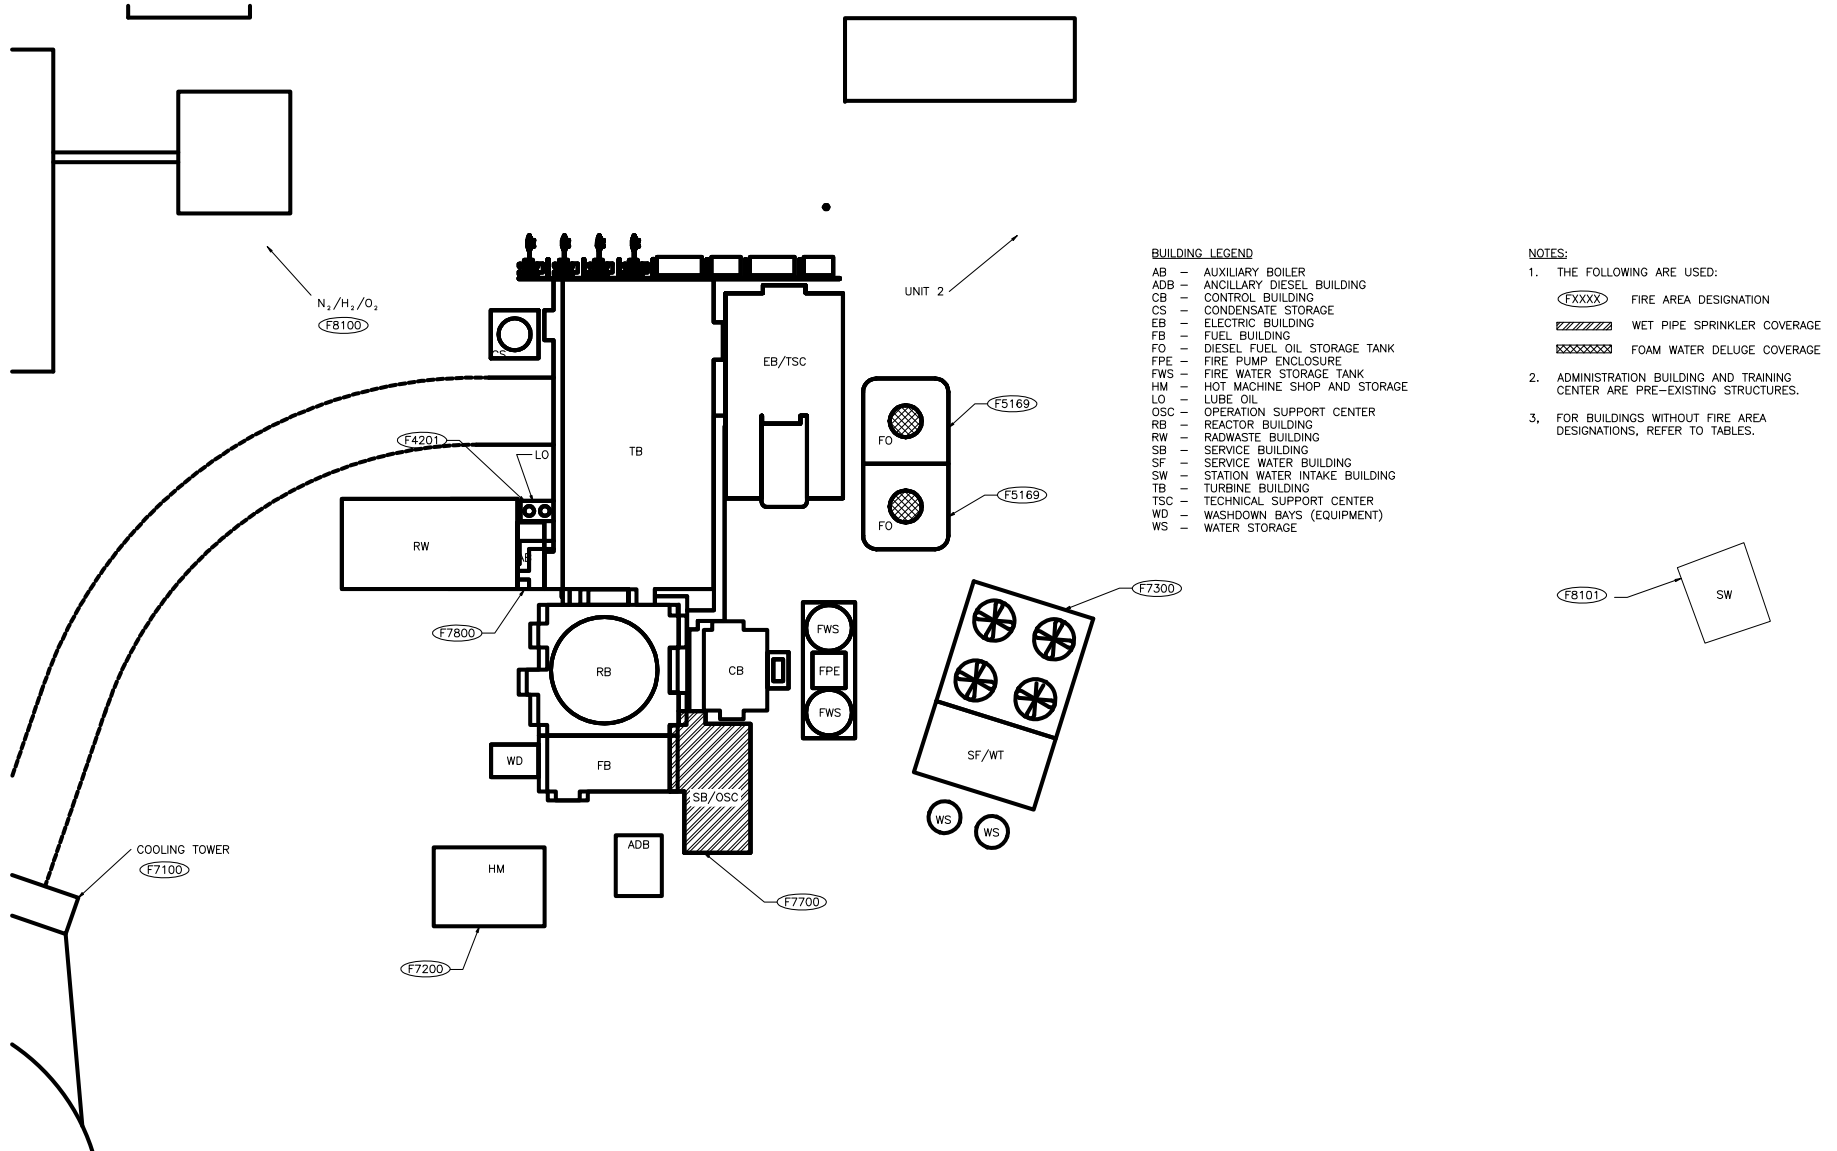 N₂/H₂/O₂
F8100
UNIT 2
CS
EB/TSC
TB
F4201
LO
FO
F5169
FO
F5169
RW
AB
F7800
RB
CB
FWS
FPE
FWS
F7300
SF/WT
WS
WS
F8101
SW
WD
FB
SB/OSC
ADB
HM
F7700
F7200
COOLING TOWER
F7100
BUILDING LEGEND
AB – AUXILIARY BOILER
ADB – ANCILLARY DIESEL BUILDING
CB – CONTROL BUILDING
CS – CONDENSATE STORAGE
EB – ELECTRIC BUILDING
FB – FUEL BUILDING
FO – DIESEL FUEL OIL STORAGE TANK
FPE – FIRE PUMP ENCLOSURE
FWS – FIRE WATER STORAGE TANK
HM – HOT MACHINE SHOP AND STORAGE
LO – LUBE OIL
OSC – OPERATION SUPPORT CENTER
RB – REACTOR BUILDING
RW – RADWASTE BUILDING
SB – SERVICE BUILDING
SF – SERVICE WATER BUILDING
SW – STATION WATER INTAKE BUILDING
TB – TURBINE BUILDING
TSC – TECHNICAL SUPPORT CENTER
WD – WASHDOWN BAYS (EQUIPMENT)
WS – WATER STORAGE
NOTES:
1. THE FOLLOWING ARE USED:
FXXXX FIRE AREA DESIGNATION
WET PIPE SPRINKLER COVERAGE
FOAM WATER DELUGE COVERAGE
2. ADMINISTRATION BUILDING AND TRAINING
CENTER ARE PRE–EXISTING STRUCTURES.
3, FOR BUILDINGS WITHOUT FIRE AREA
DESIGNATIONS, REFER TO TABLES.